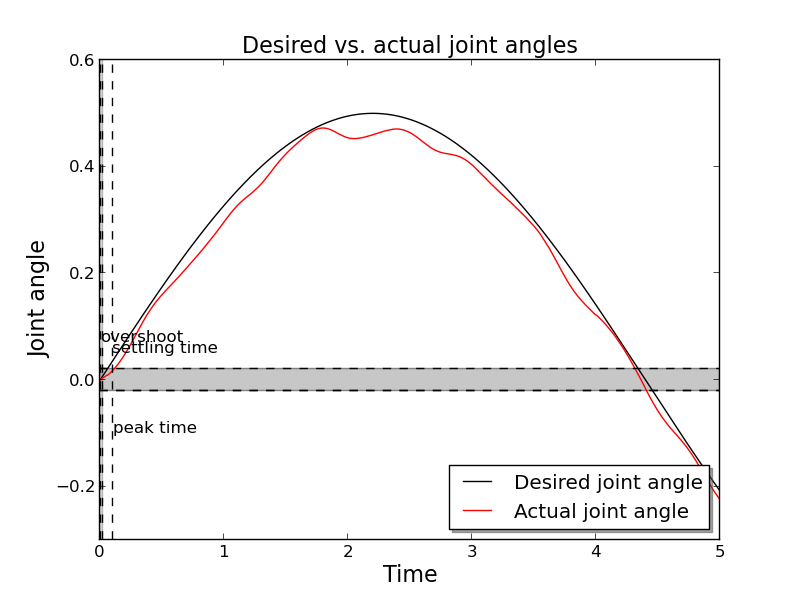 Desired vs. actual joint angles
0.6
0.4
0.2
0.0
−0.2
Joint angle
overshoot
settling time
peak time
Desired joint angle
Actual joint angle
0 1 2 3 4 5
Time